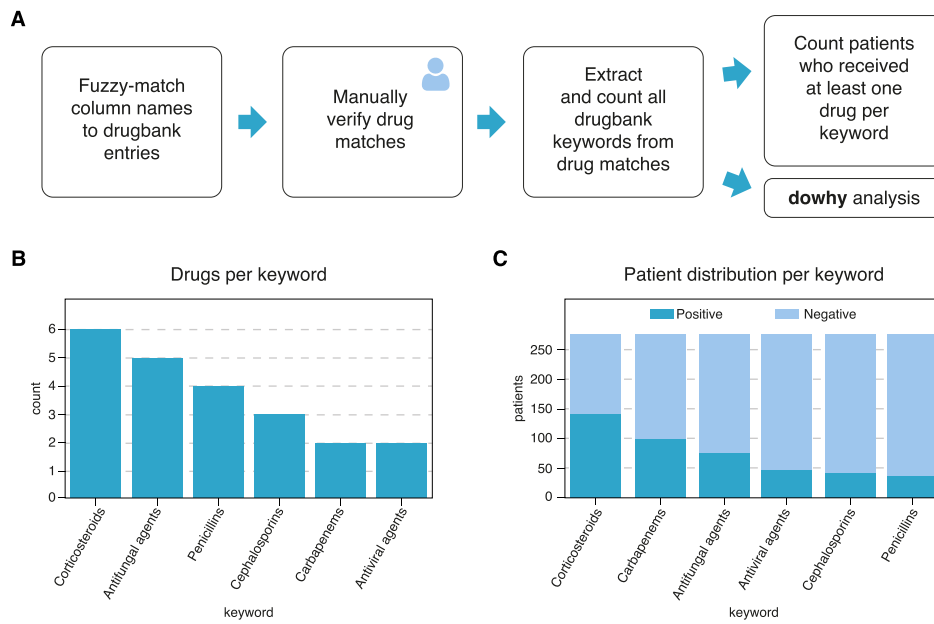 A
Fuzzy-match
column names
to drugbank
entries
Manually
verify drug
matches
Extract
and count all
drugbank
keywords from
drug matches
Count patients
who received
at least one
drug per
keyword
dowhy analysis
B
Drugs per keyword
count
6
5
4
3
2
1
0
Corticosteroids
Antifungal agents
Penicillins
Cephalosporins
Carbapenems
Antiviral agents
keyword
C
Patient distribution per keyword
Positive
Negative
patients
250
200
150
100
50
0
Corticosteroids
Carbapenems
Antifungal agents
Antiviral agents
Cephalosporins
Penicillins
keyword